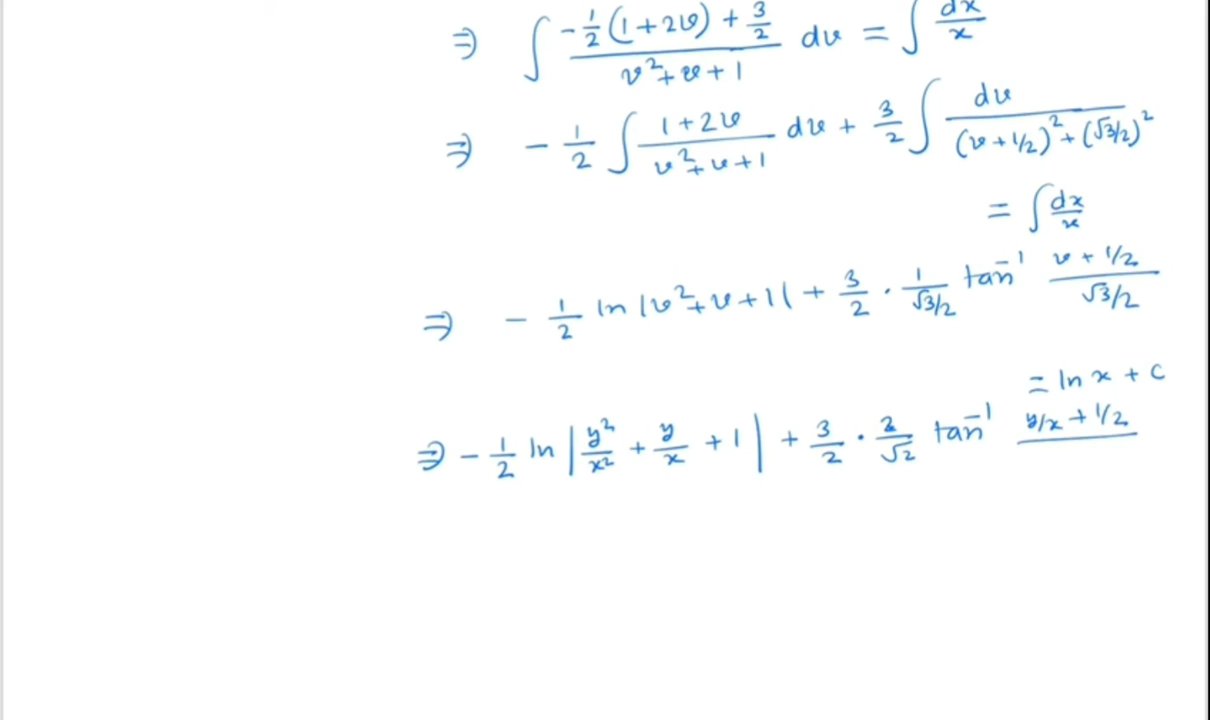 ⇒ ∫ (-1/2 (1+2v) + 3/2)/(v²+v+1) dv = ∫ dx/x
⇒ - 1/2 ∫ (1+2v)/(v²+v+1) dv + 3/2 ∫ dv/((v+1/2)² + (√3/2)²)
= ∫ dx/x
⇒ - 1/2 ln |v²+v+1| + 3/2 · 1/(√3/2) tan⁻¹ (v+1/2)/(√3/2)
= ln x + c
⇒ - 1/2 ln |y²/x² + y/x + 1| + 3/2 · 2/√2 tan⁻¹ (y/x + 1/2)/